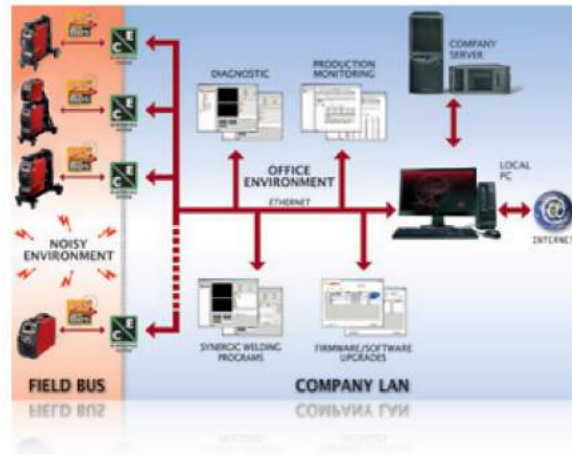 DIAGNOSTIC
PRODUCTION
MONITORING
COMPANY
SERVER
OFFICE
ENVIRONMENT
ETHERNET
LOCAL
PC
INTERNET
NOISY
ENVIRONMENT
SYNERGIC WELDING
PROGRAMS
FIRMWARE/SOFTWARE
UPGRADES
C E
C E
C E
C E
FIELD BUS
COMPANY LAN